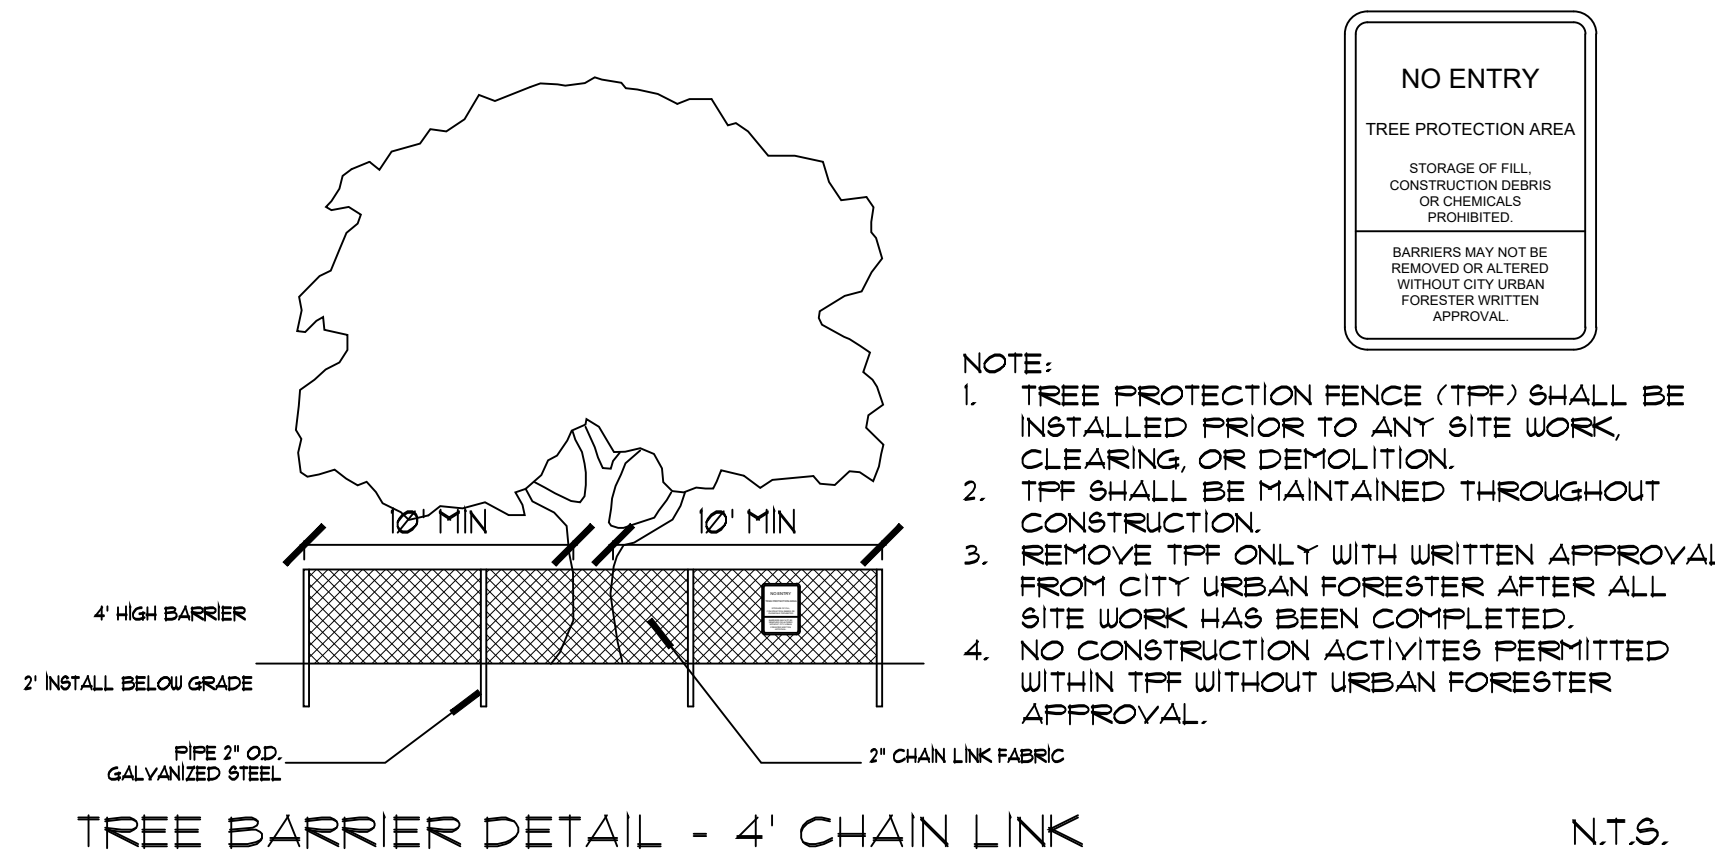 NO ENTRY
TREE PROTECTION AREA
STORAGE OF FILL,
CONSTRUCTION DEBRIS
OR CHEMICALS
PROHIBITED.
BARRIERS MAY NOT BE
REMOVED OR ALTERED
WITHOUT CITY URBAN
FORESTER WRITTEN
APPROVAL.
NOTE:
1. TREE PROTECTION FENCE (TPF) SHALL BE
INSTALLED PRIOR TO ANY SITE WORK,
CLEARING, OR DEMOLITION.
2. TPF SHALL BE MAINTAINED THROUGHOUT
CONSTRUCTION.
3. REMOVE TPF ONLY WITH WRITTEN APPROVAL
FROM CITY URBAN FORESTER AFTER ALL
SITE WORK HAS BEEN COMPLETED.
4. NO CONSTRUCTION ACTIVITES PERMITTED
WITHIN TPF WITHOUT URBAN FORESTER
APPROVAL.
10' MIN
10' MIN
4' HIGH BARRIER
NO ENTRY
TREE PROTECTION AREA
2' INSTALL BELOW GRADE
PIPE 2" O.D.
GALVANIZED STEEL
2" CHAIN LINK FABRIC
TREE BARRIER DETAIL - 4' CHAIN LINK
N.T.S.